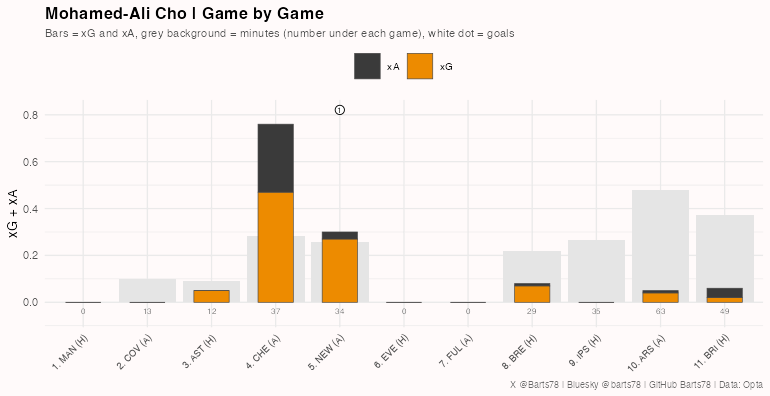 Mohamed-Ali Cho | Game by Game
Bars = xG and xA, grey background = minutes (number under each game), white dot = goals
xA xG
1
0.8
0.6
0.4
0.2
0.0
xG + xA
0 13 12 37 34 0 0 29 35 63 49
1. MAN (H) 2. COV (A) 3. AST (H) 4. CHE (A) 5. NEW (A) 6. EVE (H) 7. FUL (A) 8. BRE (H) 9. IPS (H) 10. ARS (A) 11. BRI (H)
X @Barts78 | Bluesky @barts78 | GitHub Barts78 | Data: Opta